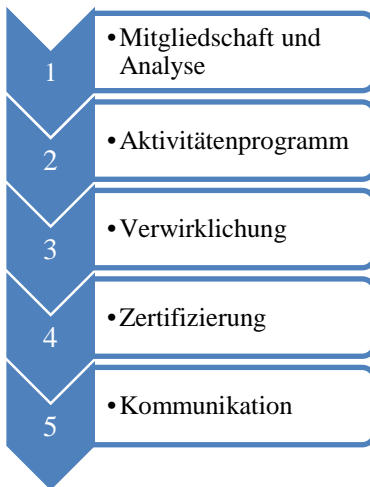 1
•Mitgliedschaft und
Analyse
2
•Aktivitätenprogramm
3
•Verwirklichung
4
•Zertifizierung
5
•Kommunikation